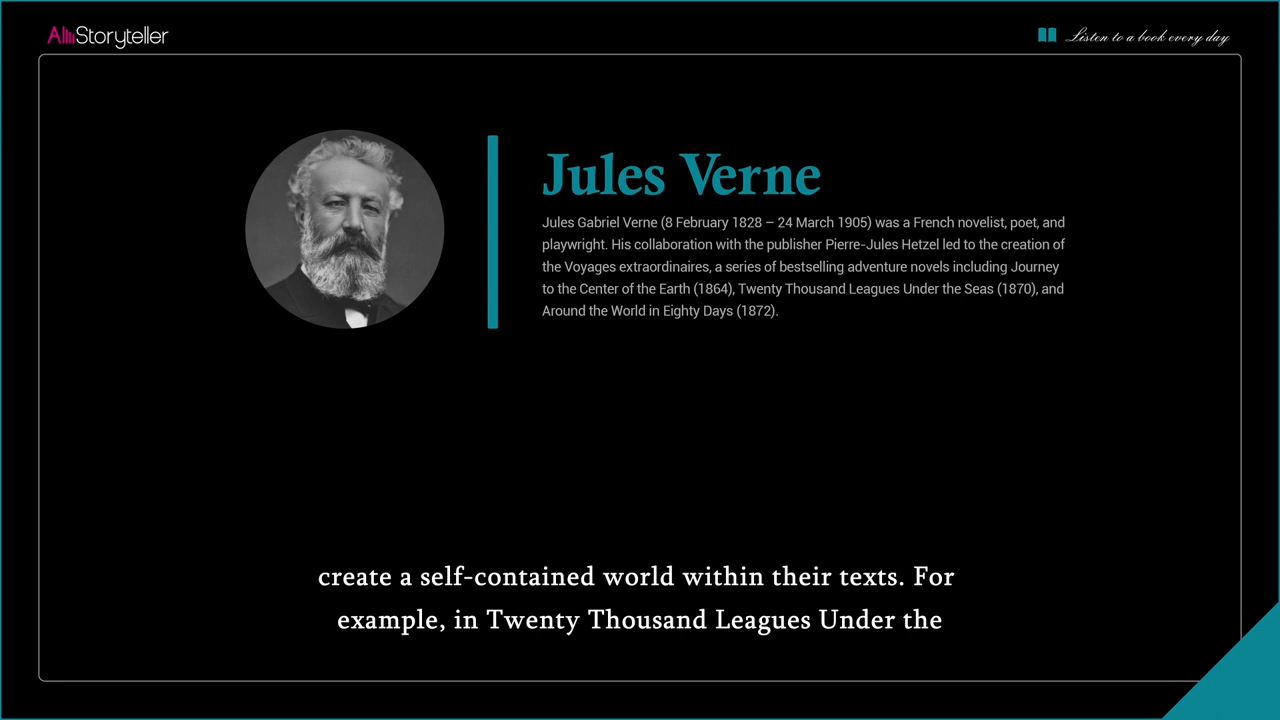 AllStoryteller
Listen to a book every day
Jules Verne
Jules Gabriel Verne (8 February 1828 – 24 March 1905) was a French novelist, poet, and
playwright. His collaboration with the publisher Pierre-Jules Hetzel led to the creation of
the Voyages extraordinaires, a series of bestselling adventure novels including Journey
to the Center of the Earth (1864), Twenty Thousand Leagues Under the Seas (1870), and
Around the World in Eighty Days (1872).
create a self-contained world within their texts. For
example, in Twenty Thousand Leagues Under the